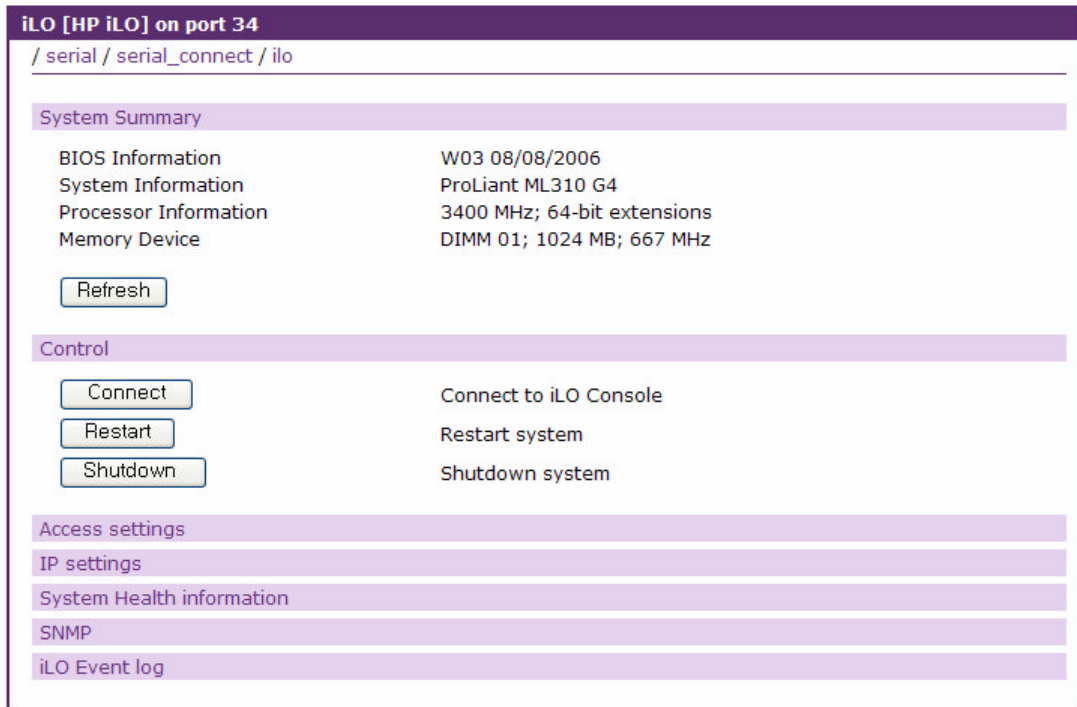 iLO [HP iLO] on port 34
/ serial / serial_connect / ilo
System Summary
BIOS Information W03 08/08/2006
System Information ProLiant ML310 G4
Processor Information 3400 MHz; 64-bit extensions
Memory Device DIMM 01; 1024 MB; 667 MHz
Refresh
Control
Connect Connect to iLO Console
Restart Restart system
Shutdown Shutdown system
Access settings
IP settings
System Health information
SNMP
iLO Event log